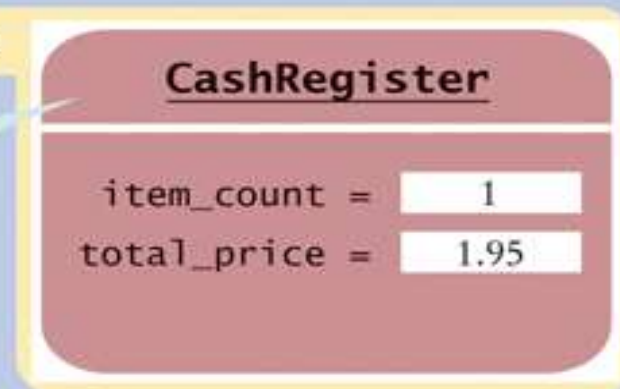 CashRegister
item_count = 1
total_price = 1.95